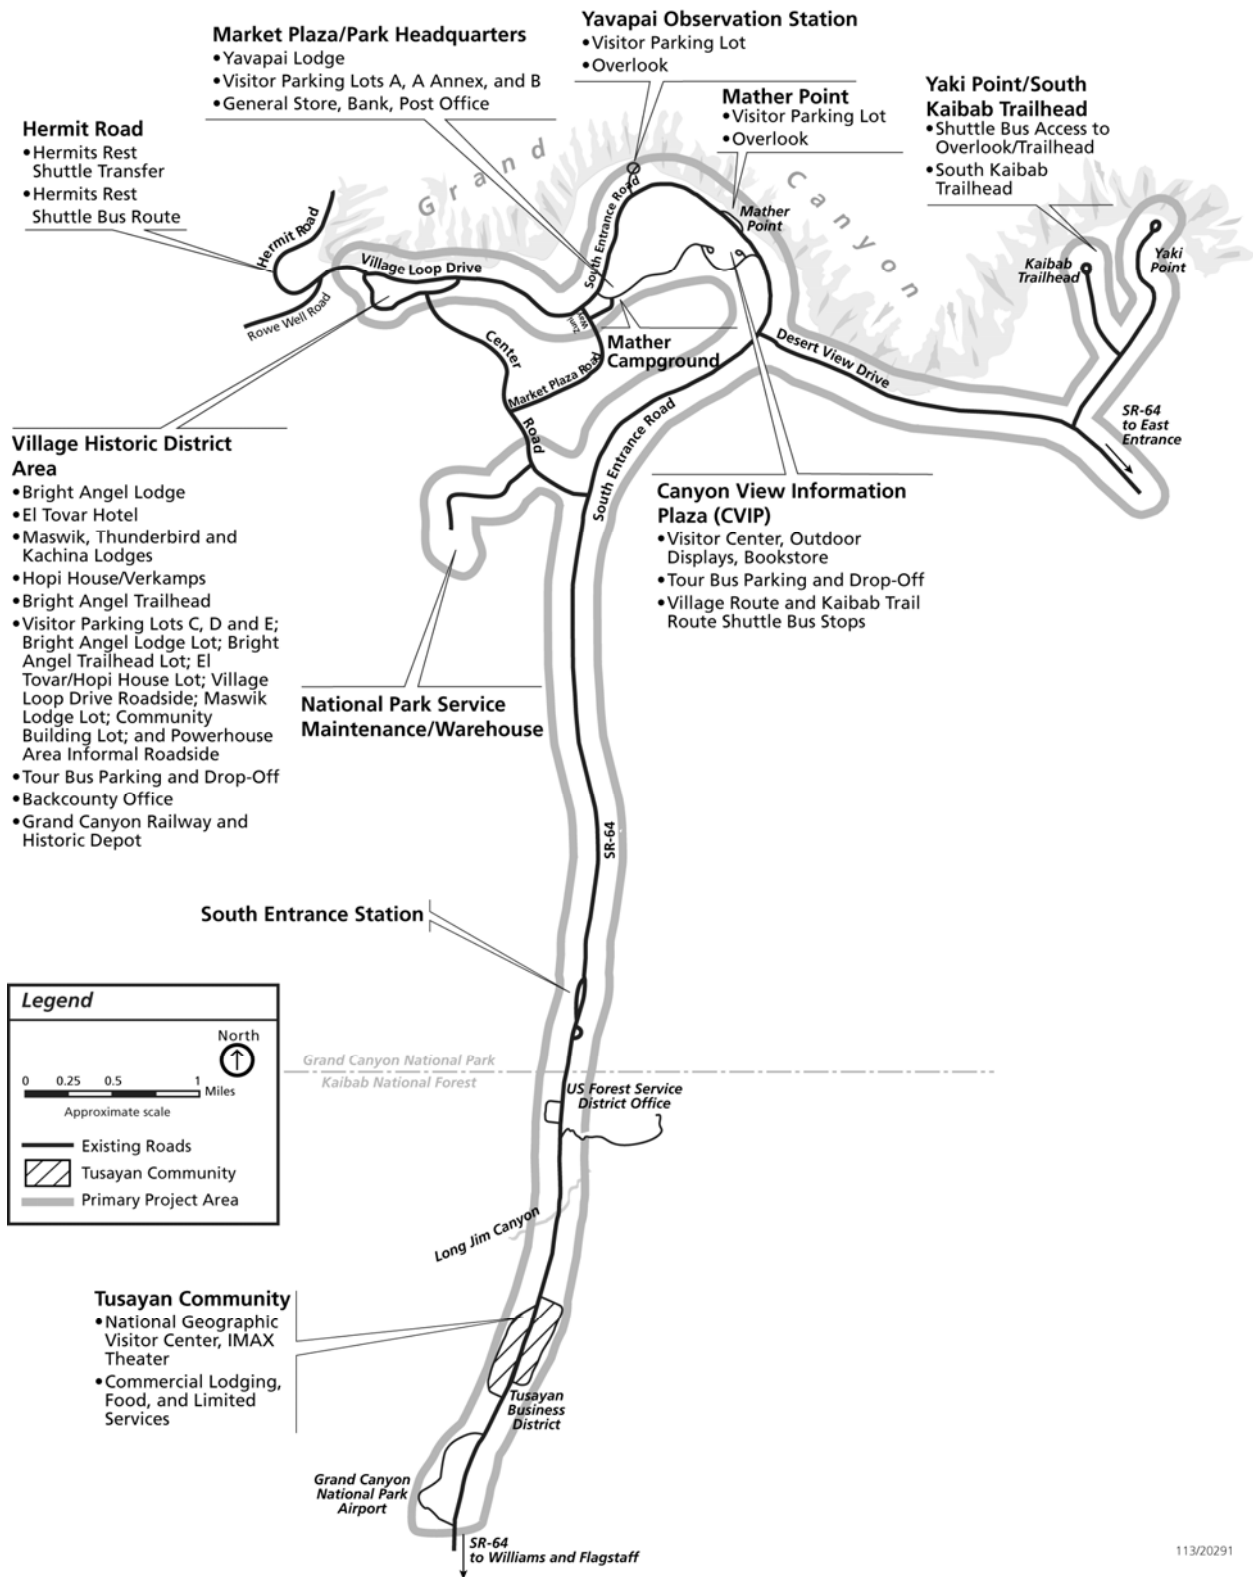 Market Plaza/Park Headquarters
•Yavapai Lodge
•Visitor Parking Lots A, A Annex, and B
•General Store, Bank, Post Office
Yavapai Observation Station
•Visitor Parking Lot
•Overlook
Mather Point
•Visitor Parking Lot
•Overlook
Yaki Point/South
Kaibab Trailhead
•Shuttle Bus Access to
Overlook/Trailhead
•South Kaibab
Trailhead
Hermit Road
•Hermits Rest
Shuttle Transfer
•Hermits Rest
Shuttle Bus Route
Grand
Canyon
Hermit Road
Rowe Well Road
Village Loop Drive
South Entrance Road
Mather
Point
Kaibab
Trailhead
Yaki
Point
Zuni
Way
Mather
Campground
Center
Road
Market Plaza Road
Desert View Drive
South Entrance Road
SR-64
to East
Entrance
Village Historic District
Area
•Bright Angel Lodge
•El Tovar Hotel
•Maswik, Thunderbird and
Kachina Lodges
•Hopi House/Verkamps
•Bright Angel Trailhead
•Visitor Parking Lots C, D and E;
Bright Angel Lodge Lot; Bright
Angel Trailhead Lot; El
Tovar/Hopi House Lot; Village
Loop Drive Roadside; Maswik
Lodge Lot; Community
Building Lot; and Powerhouse
Area Informal Roadside
•Tour Bus Parking and Drop-Off
•Backcounty Office
•Grand Canyon Railway and
Historic Depot
Canyon View Information
Plaza (CVIP)
•Visitor Center, Outdoor
Displays, Bookstore
•Tour Bus Parking and Drop-Off
•Village Route and Kaibab Trail
Route Shuttle Bus Stops
National Park Service
Maintenance/Warehouse
SR-64
South Entrance Station
Legend
North
0 0.25 0.5 1
Miles
Approximate scale
Existing Roads
Tusayan Community
Primary Project Area
Grand Canyon National Park
Kaibab National Forest
US Forest Service
District Office
Long Jim Canyon
Tusayan Community
•National Geographic
Visitor Center, IMAX
Theater
•Commercial Lodging,
Food, and Limited
Services
Tusayan
Business
District
Grand Canyon
National Park
Airport
SR-64
to Williams and Flagstaff
113/20291